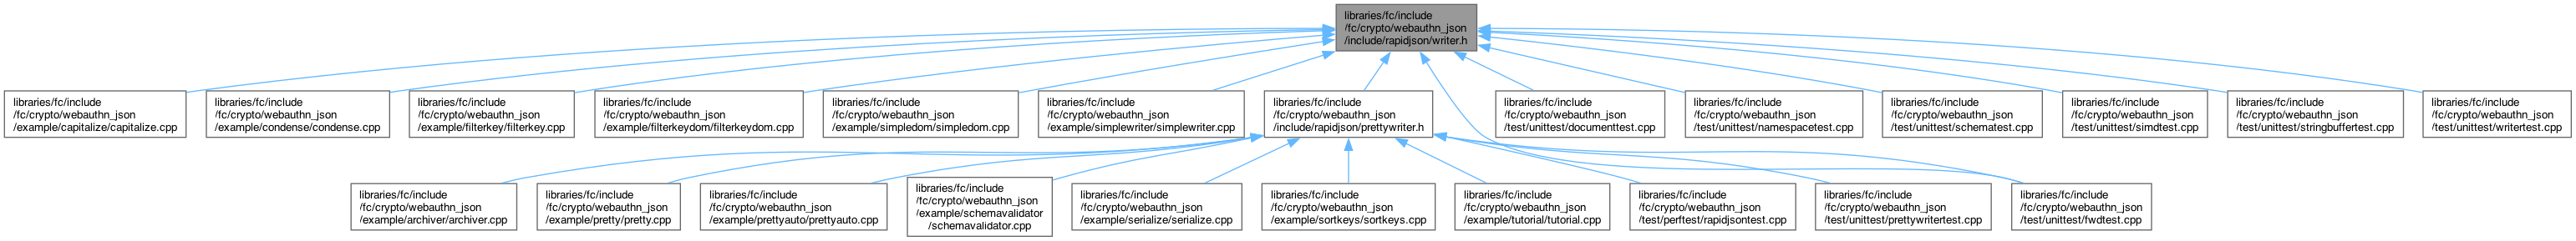 libraries/fc/include
/fc/crypto/webauthn_json
/include/rapidjson/writer.h
libraries/fc/include
/fc/crypto/webauthn_json
/example/capitalize/capitalize.cpp
libraries/fc/include
/fc/crypto/webauthn_json
/example/condense/condense.cpp
libraries/fc/include
/fc/crypto/webauthn_json
/example/filterkey/filterkey.cpp
libraries/fc/include
/fc/crypto/webauthn_json
/example/filterkeydom/filterkeydom.cpp
libraries/fc/include
/fc/crypto/webauthn_json
/example/simpledom/simpledom.cpp
libraries/fc/include
/fc/crypto/webauthn_json
/example/simplewriter/simplewriter.cpp
libraries/fc/include
/fc/crypto/webauthn_json
/include/rapidjson/prettywriter.h
libraries/fc/include
/fc/crypto/webauthn_json
/test/unittest/documenttest.cpp
libraries/fc/include
/fc/crypto/webauthn_json
/test/unittest/namespacetest.cpp
libraries/fc/include
/fc/crypto/webauthn_json
/test/unittest/schematest.cpp
libraries/fc/include
/fc/crypto/webauthn_json
/test/unittest/simdtest.cpp
libraries/fc/include
/fc/crypto/webauthn_json
/test/unittest/stringbuffertest.cpp
libraries/fc/include
/fc/crypto/webauthn_json
/test/unittest/writertest.cpp
libraries/fc/include
/fc/crypto/webauthn_json
/example/archiver/archiver.cpp
libraries/fc/include
/fc/crypto/webauthn_json
/example/pretty/pretty.cpp
libraries/fc/include
/fc/crypto/webauthn_json
/example/prettyauto/prettyauto.cpp
libraries/fc/include
/fc/crypto/webauthn_json
/example/schemavalidator
/schemavalidator.cpp
libraries/fc/include
/fc/crypto/webauthn_json
/example/serialize/serialize.cpp
libraries/fc/include
/fc/crypto/webauthn_json
/example/sortkeys/sortkeys.cpp
libraries/fc/include
/fc/crypto/webauthn_json
/example/tutorial/tutorial.cpp
libraries/fc/include
/fc/crypto/webauthn_json
/test/perftest/rapidjsontest.cpp
libraries/fc/include
/fc/crypto/webauthn_json
/test/unittest/prettywritertest.cpp
libraries/fc/include
/fc/crypto/webauthn_json
/test/unittest/fwdtest.cpp